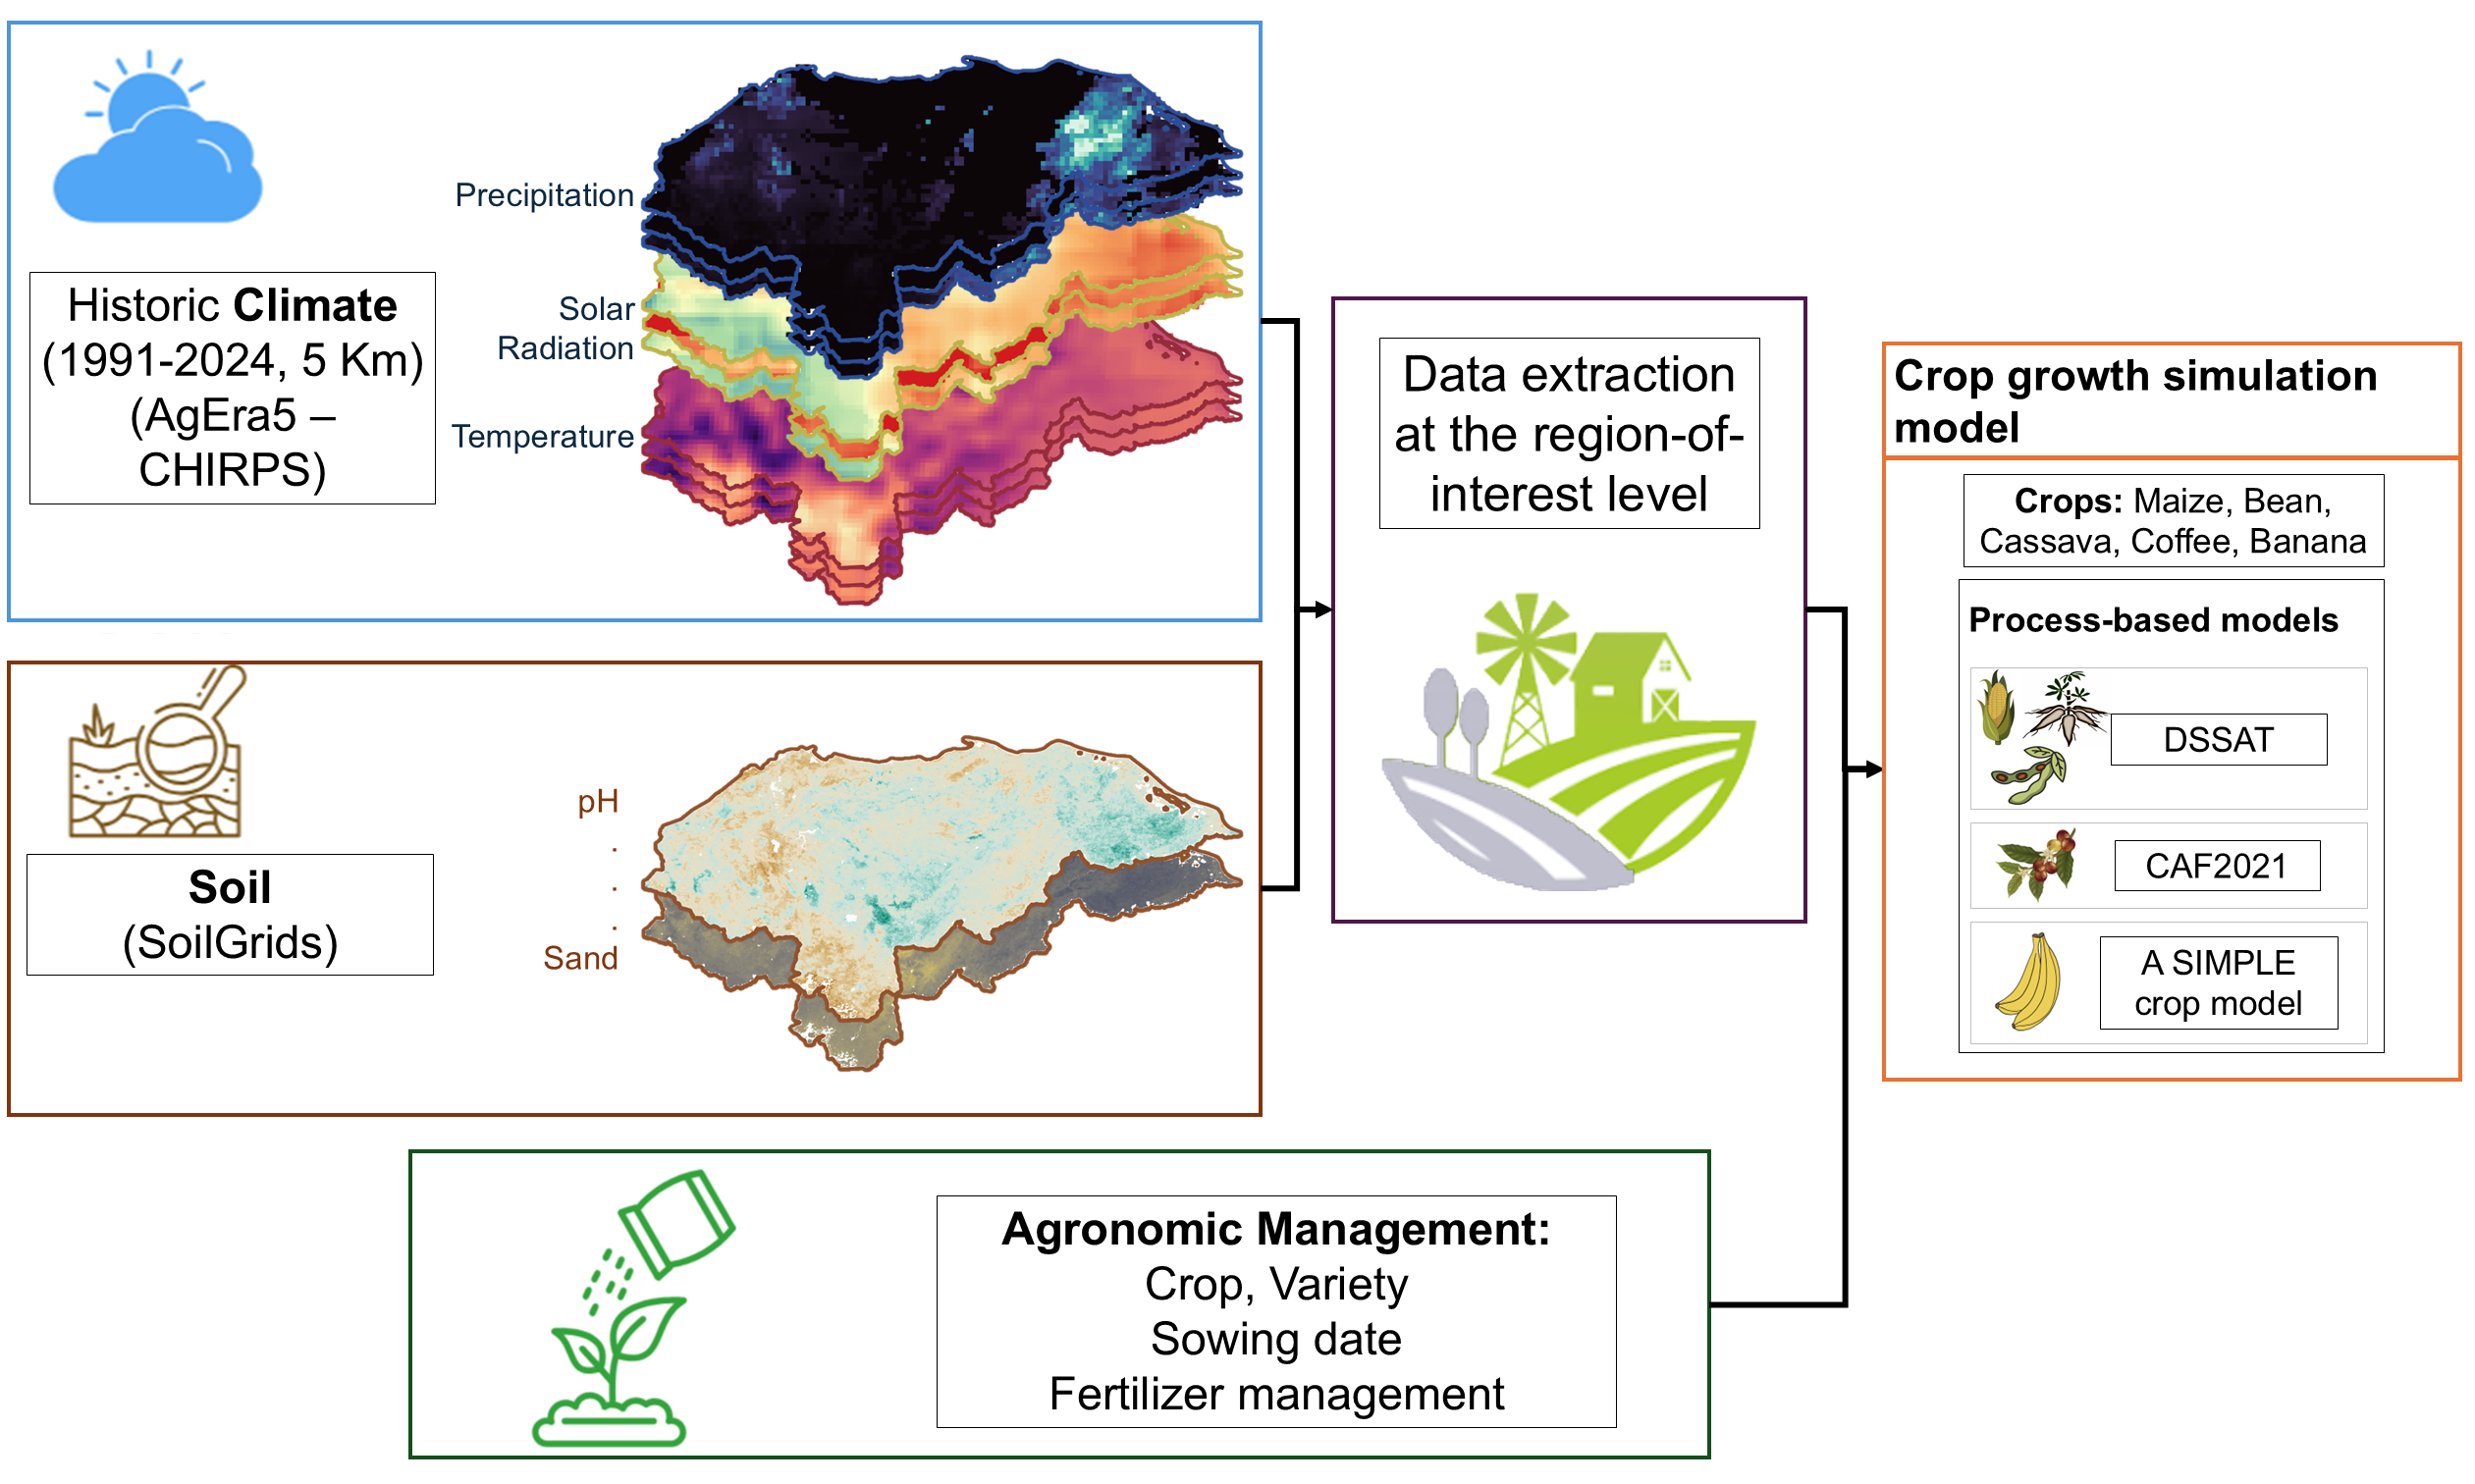 Precipitation
Solar
Radiation
Temperature
Historic Climate
(1991-2024, 5 Km)
(AgEra5 –
CHIRPS)
pH
.
.
.
Sand
Soil
(SoilGrids)
Data extraction
at the region-of-
interest level
Agronomic Management:
Crop, Variety
Sowing date
Fertilizer management
Crop growth simulation
model
Crops: Maize, Bean,
Cassava, Coffee, Banana
Process-based models
DSSAT
CAF2021
A SIMPLE
crop model